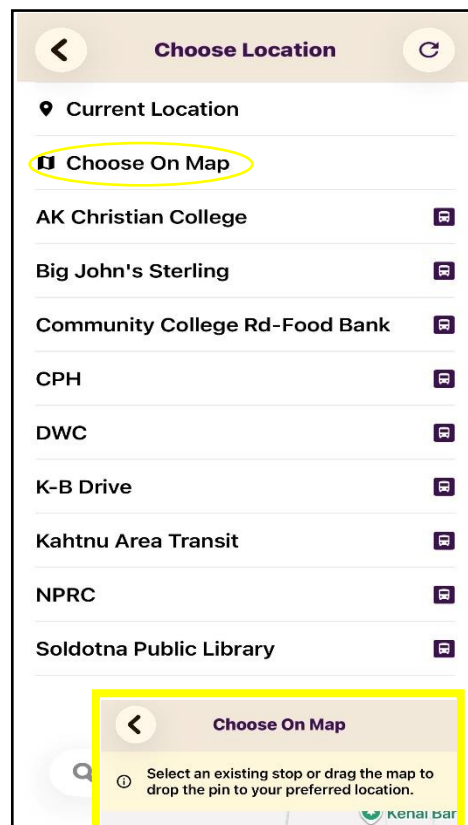 Choose Location
Current Location
Choose On Map
AK Christian College
Big John's Sterling
Community College Rd-Food Bank
CPH
DWC
K-B Drive
Kahtnu Area Transit
NPRC
Soldotna Public Library
Choose On Map
Select an existing stop or drag the map to
drop the pin to your preferred location.